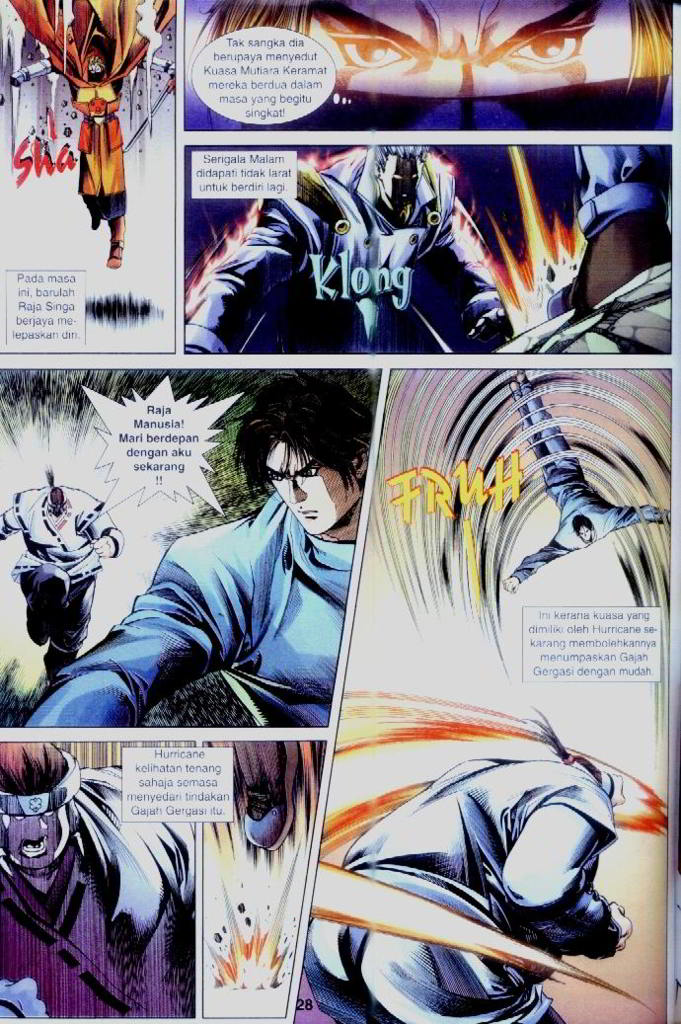 Tak sangka dia
berupaya menyedut
Kuasa Mutiara Keramat
mereka berdua dalam
masa yang begitu
singkat!
...
Sha
Pada masa
ini, barulah
Raja Singa
berjaya me-
lepaskan diri.
Serigala Malam
didapati tidak larat
untuk berdiri lagi.
Klong
Raja
Manusia!
Mari berdepan
dengan aku
sekarang
!!
FRUH
Ini kerana kuasa yang
dimiliki oleh Hurricane se-
karang membolehkannya
menumpaskan Gajah
Gergasi dengan mudah.
Hurricane
kelihatan tenang
sahaja semasa
menyedari tindakan
Gajah Gergasi itu.
28